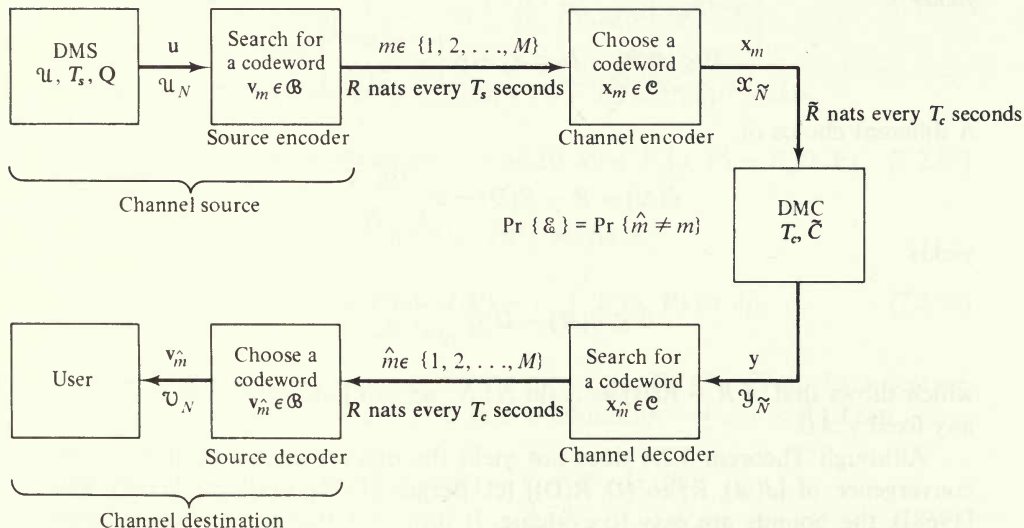 DMS
𝒰, Tₛ, Q
u
𝒰_N
Search for
a codeword
v_m ϵ ℬ
Source encoder
m ϵ {1, 2, . . ., M}
R nats every Tₛ seconds
Choose a
codeword
x_m ϵ 𝒞
Channel encoder
x_m
𝒳_Ñ
R̃ nats every T_c seconds
Channel source
Pr {ℰ} = Pr {m̂ ≠ m}
DMC
T_c, C̃
User
v_m̂
𝒱_N
Choose a
codeword
v_m̂ ϵ ℬ
Source decoder
m̂ ϵ {1, 2, . . ., M}
R nats every T_c seconds
Search for
a codeword
x_m̂ ϵ 𝒞
Channel decoder
y
𝒴_Ñ
Channel destination